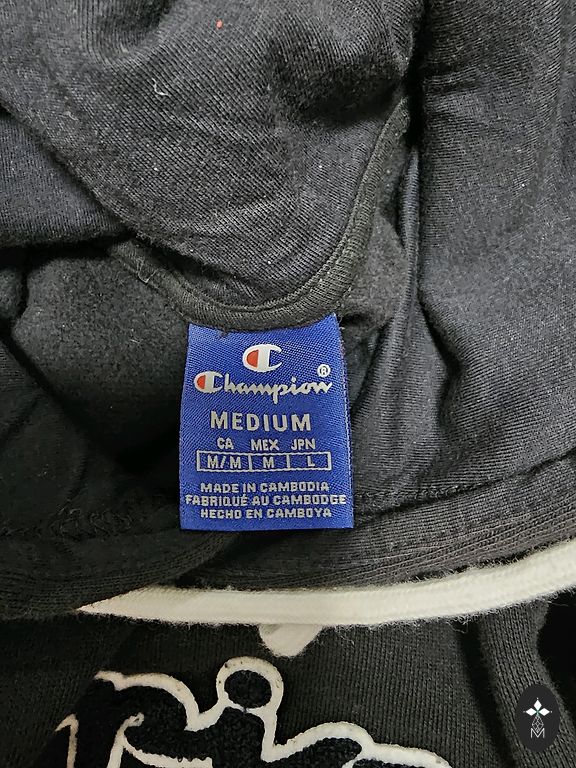 Champion®
MEDIUM
CA MEX JPN
M/M M L
MADE IN CAMBODIA
FABRIQUÉ AU CAMBODGE
HECHO EN CAMBOYA